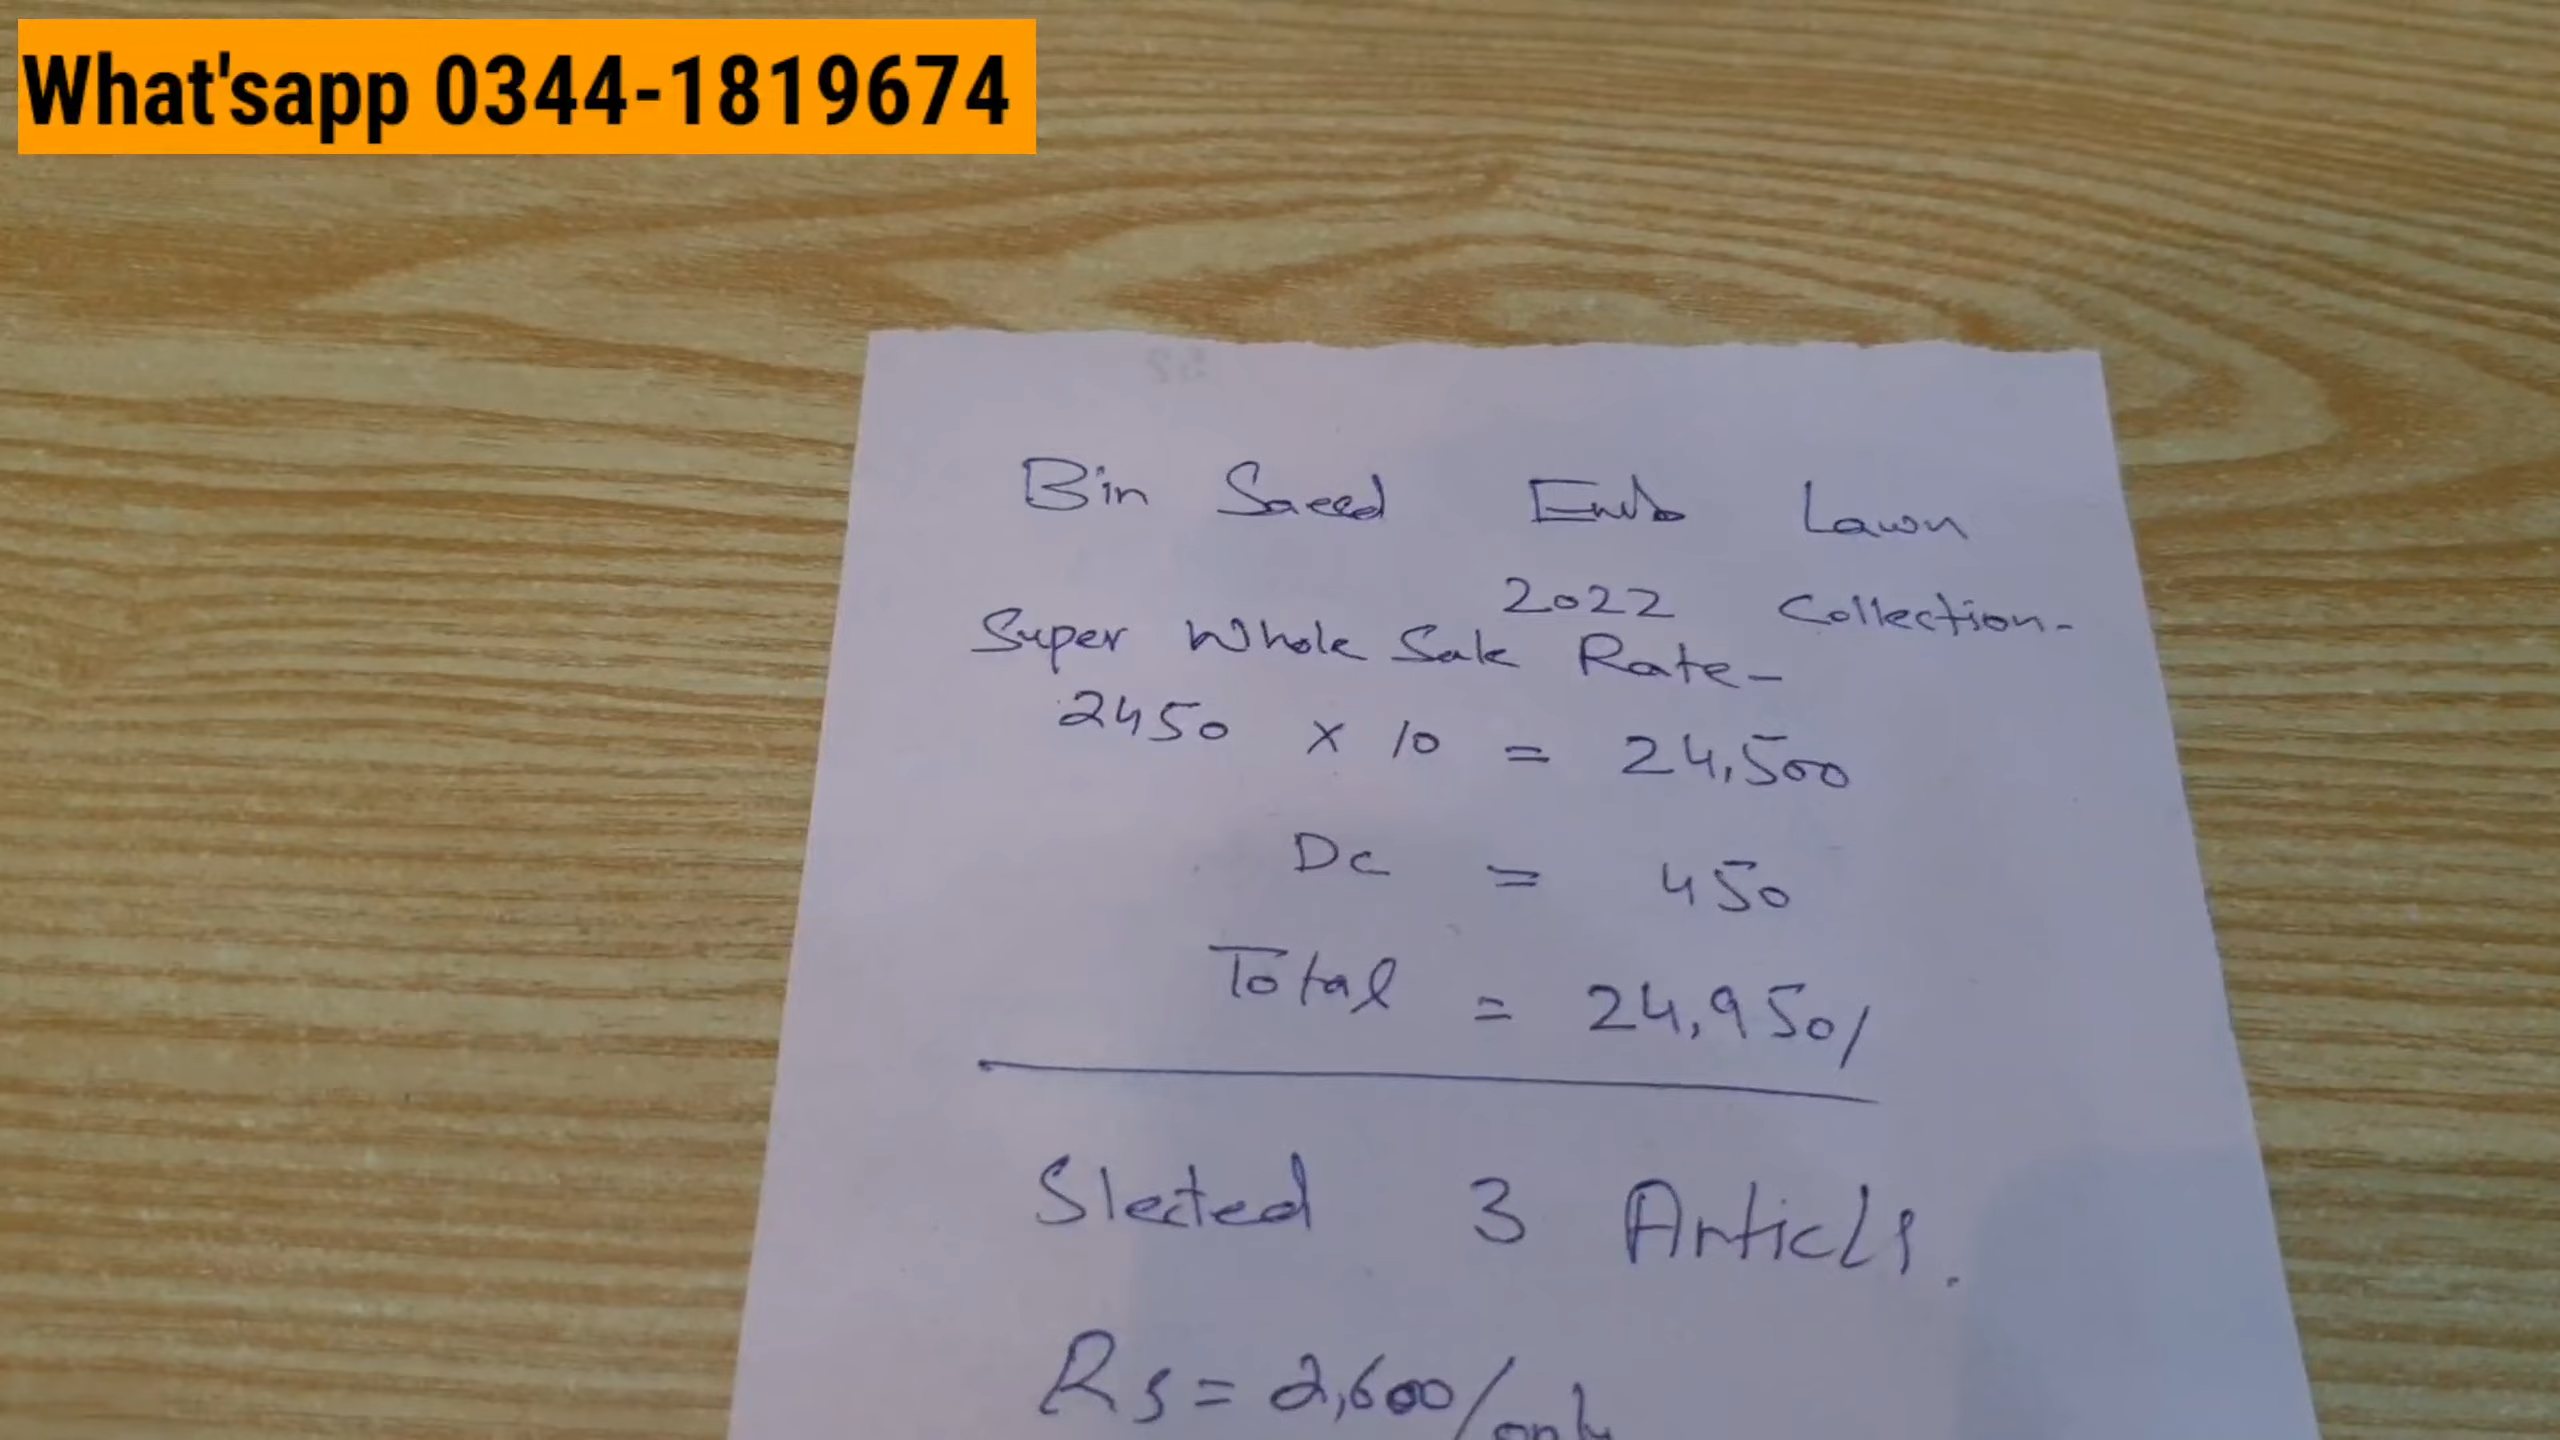 What'sapp 0344-1819674
Bin Saeed Emb Lawn
2022 Collection-
Super Whole Sale Rate-
2450 x 10 = 24,500
Dc = 450
Total = 24,950/
Slected 3 Articls.
Rs = 2,600/only